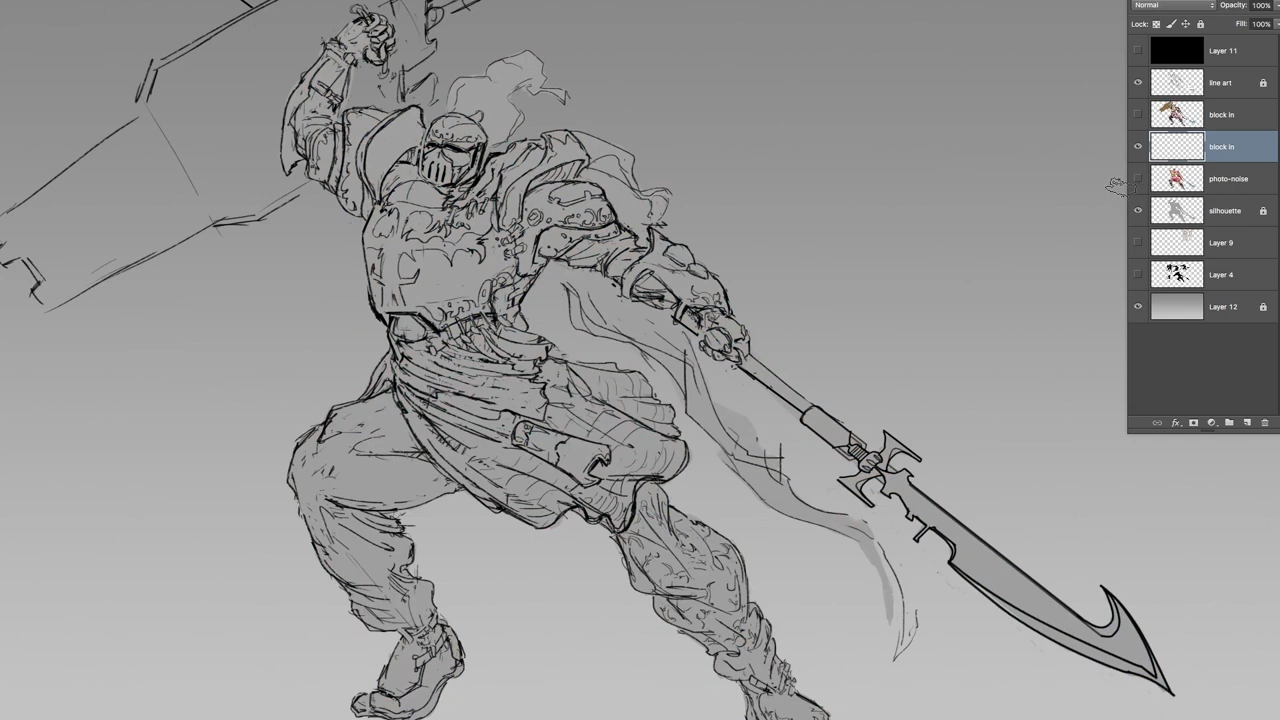 Normal Opacity: 100%
Lock: Fill: 100%
Layer 11
line art
block in
block in
photo-noise
silhouette
Layer 9
Layer 4
Layer 12
fx